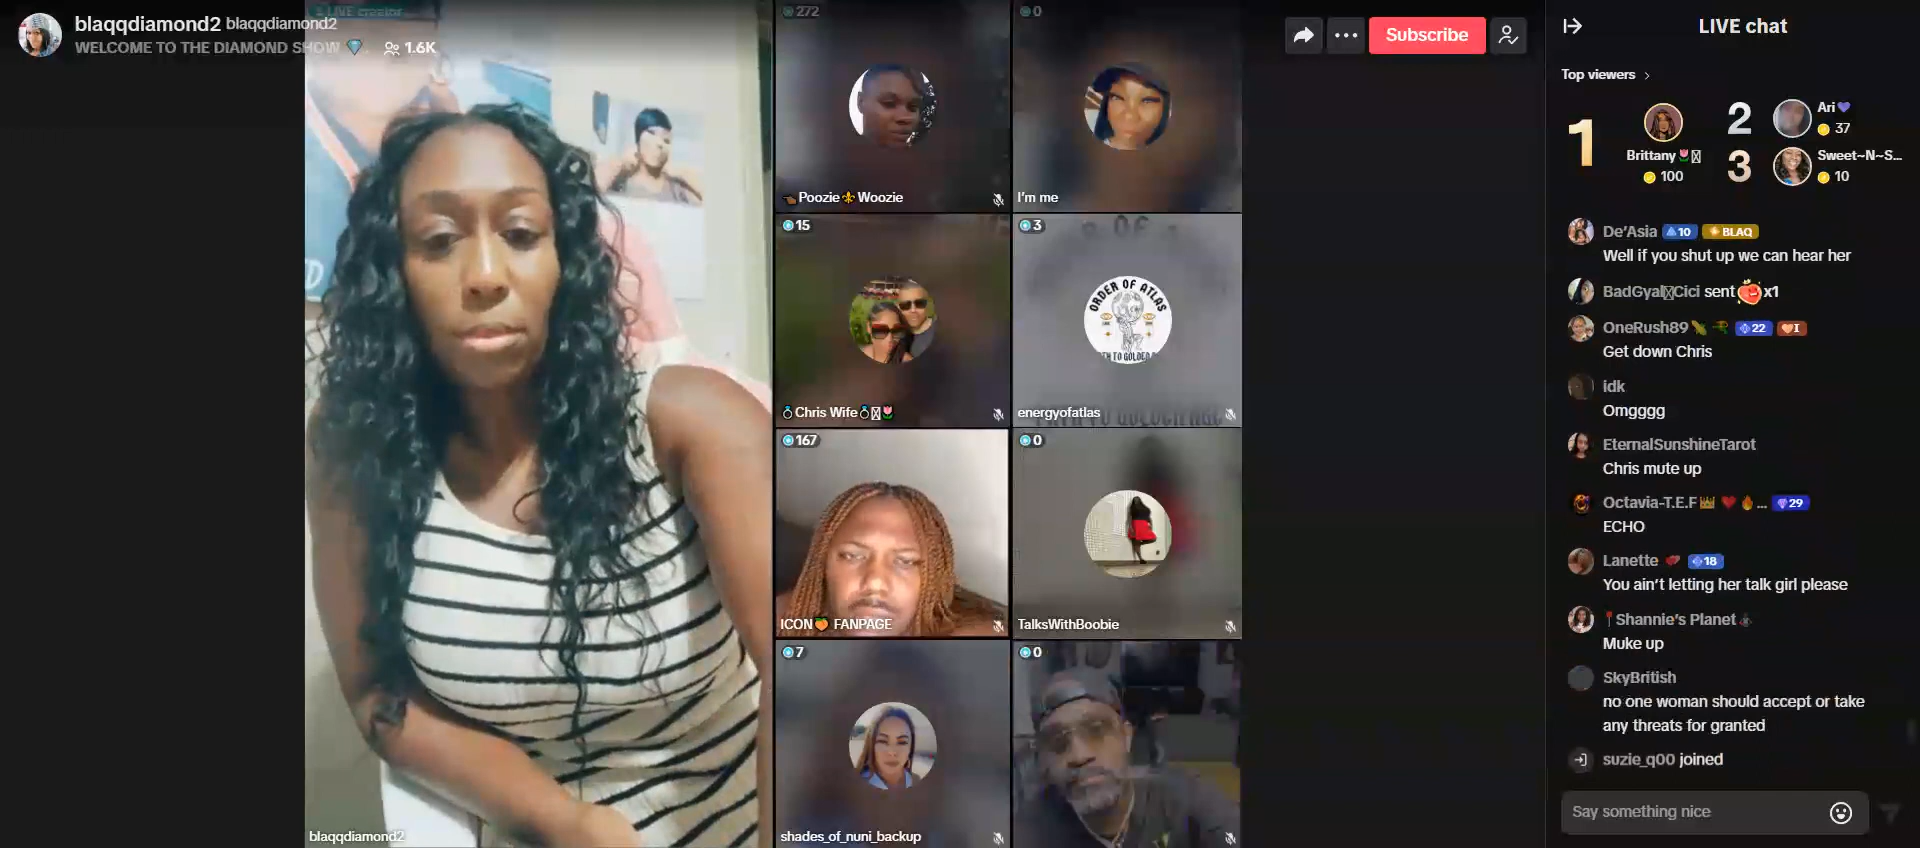 blaqqdiamond2 blaqqdiamond2
WELCOME TO THE DIAMOND SHOW 💎 1.6K
LIVE creator
Subscribe
blaqqdiamond2
272
Poozie⚜Woozie
0
I'm me
15
💍Chris Wife💍🌷
3
ORDER OF ATLAS
energyofatlas
167
ICON🍑 FANPAGE
0
TalksWithBoobie
7
shades_of_nuni_backup
0
LIVE chat
Top viewers >
1
Brittany🌷
100
2
Ari💜
37
3
Sweet~N~S...
10
De'Asia 10 BLAQ
Well if you shut up we can hear her
BadGyal Cici sent x1
OneRush89 22 I
Get down Chris
idk
Omgggg
EternalSunshineTarot
Chris mute up
Octavia-T.E.F👑❤️🔥... 29
ECHO
Lanette 18
You ain't letting her talk girl please
📍Shannie's Planet
Muke up
SkyBritish
no one woman should accept or take
any threats for granted
suzie_q00 joined
Say something nice